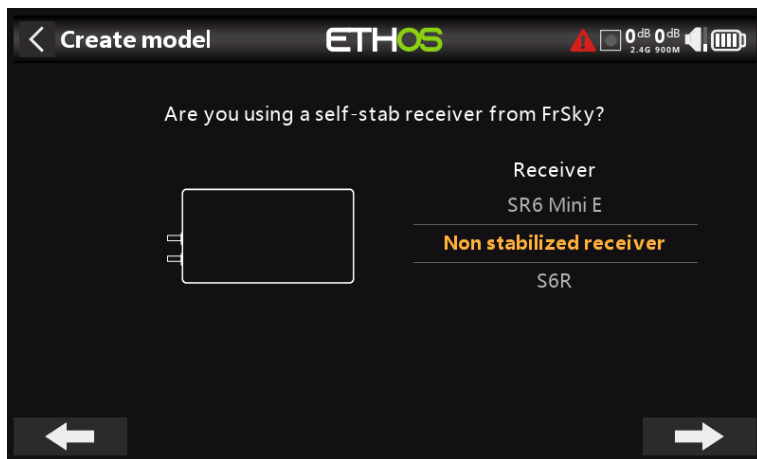 Create model
ETHOS
0dB 0dB
2.4G 900M
Are you using a self-stab receiver from FrSky?
Receiver
SR6 Mini E
Non stabilized receiver
S6R